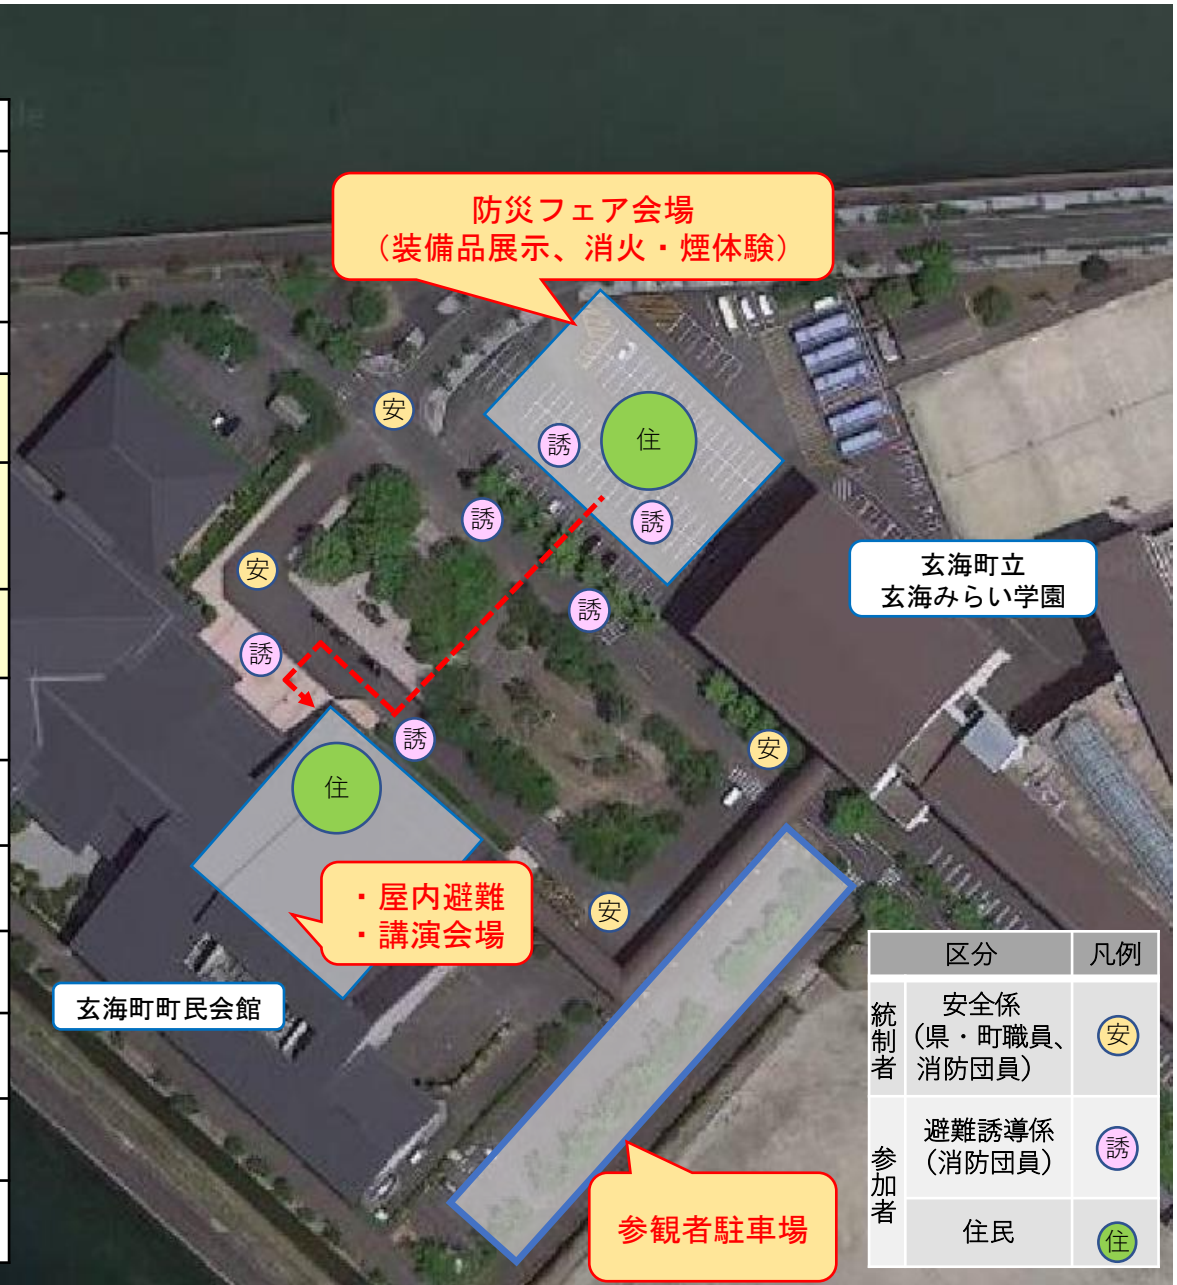 防災フェア会場
（装備品展示、消火・煙体験）
安
住
誘
誘
誘
玄海町立
玄海みらい学園
安
誘
誘
誘
安
住
・屋内避難
・講演会場
安
玄海町町民会館
区分
凡例
統制者
安全係
（県・町職員、
消防団員）
安
参加者
避難誘導係
（消防団員）
誘
住民
住
参観者駐車場